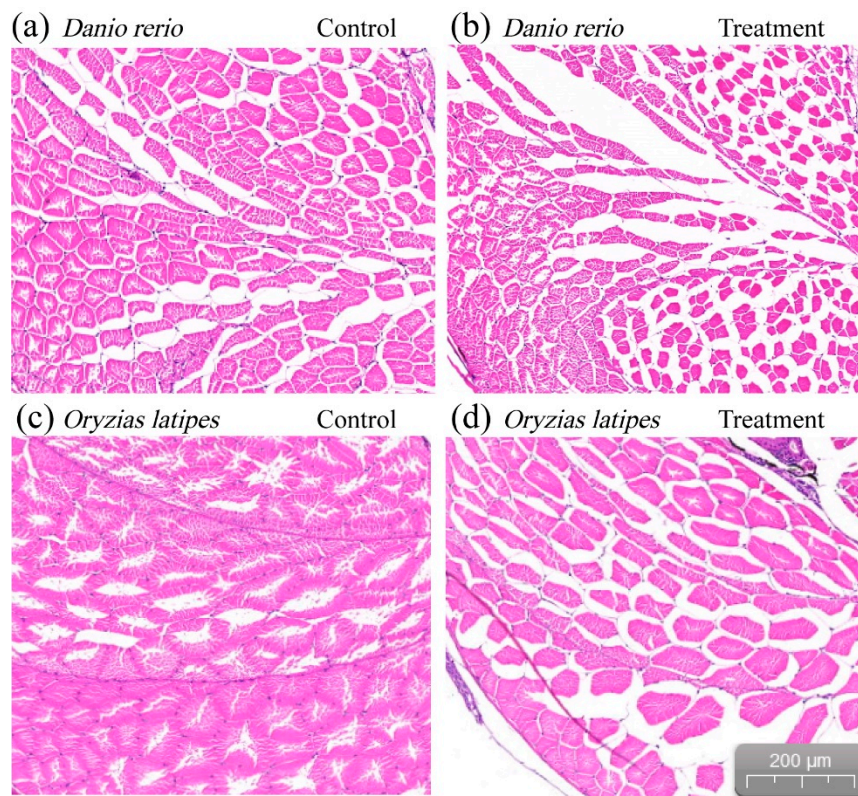 (a) Danio rerio Control
(b) Danio rerio Treatment
(c) Oryzias latipes Control
(d) Oryzias latipes Treatment
200 µm